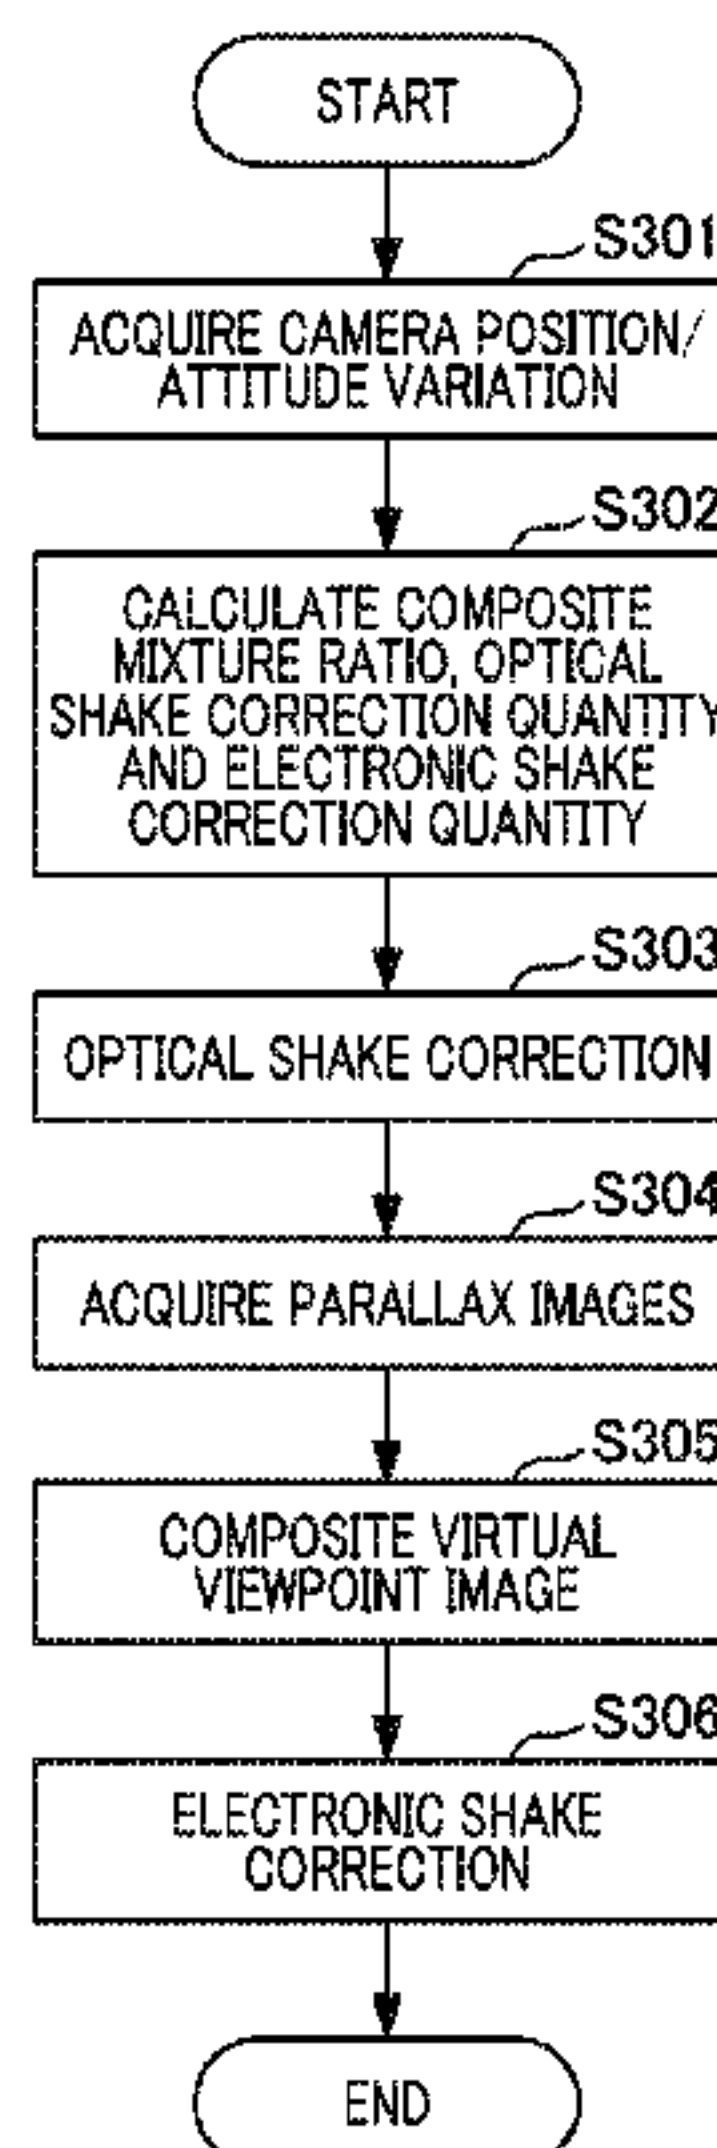 START
S301
ACQUIRE CAMERA POSITION/
ATTITUDE VARIATION
S302
CALCULATE COMPOSITE
MIXTURE RATIO, OPTICAL
SHAKE CORRECTION QUANTITY
AND ELECTRONIC SHAKE
CORRECTION QUANTITY
S303
OPTICAL SHAKE CORRECTION
S304
ACQUIRE PARALLAX IMAGES
S305
COMPOSITE VIRTUAL
VIEWPOINT IMAGE
S306
ELECTRONIC SHAKE
CORRECTION
END